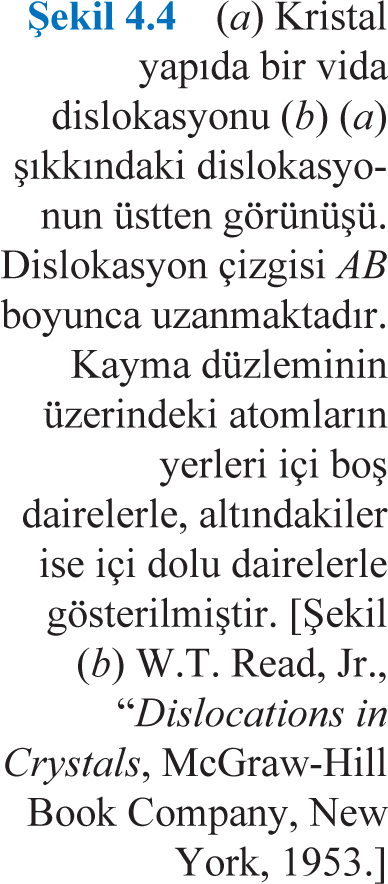 Şekil 4.4 (a) Kristal
yapıda bir vida
dislokasyonu (b) (a)
şıkkındaki dislokasyo-
nun üstten görünüşü.
Dislokasyon çizgisi AB
boyunca uzanmaktadır.
Kayma düzleminin
üzerindeki atomların
yerleri içi boş
dairelerle, altındakiler
ise içi dolu dairelerle
gösterilmiştir. [Şekil
(b) W.T. Read, Jr.,
“Dislocations in
Crystals, McGraw-Hill
Book Company, New
York, 1953.]